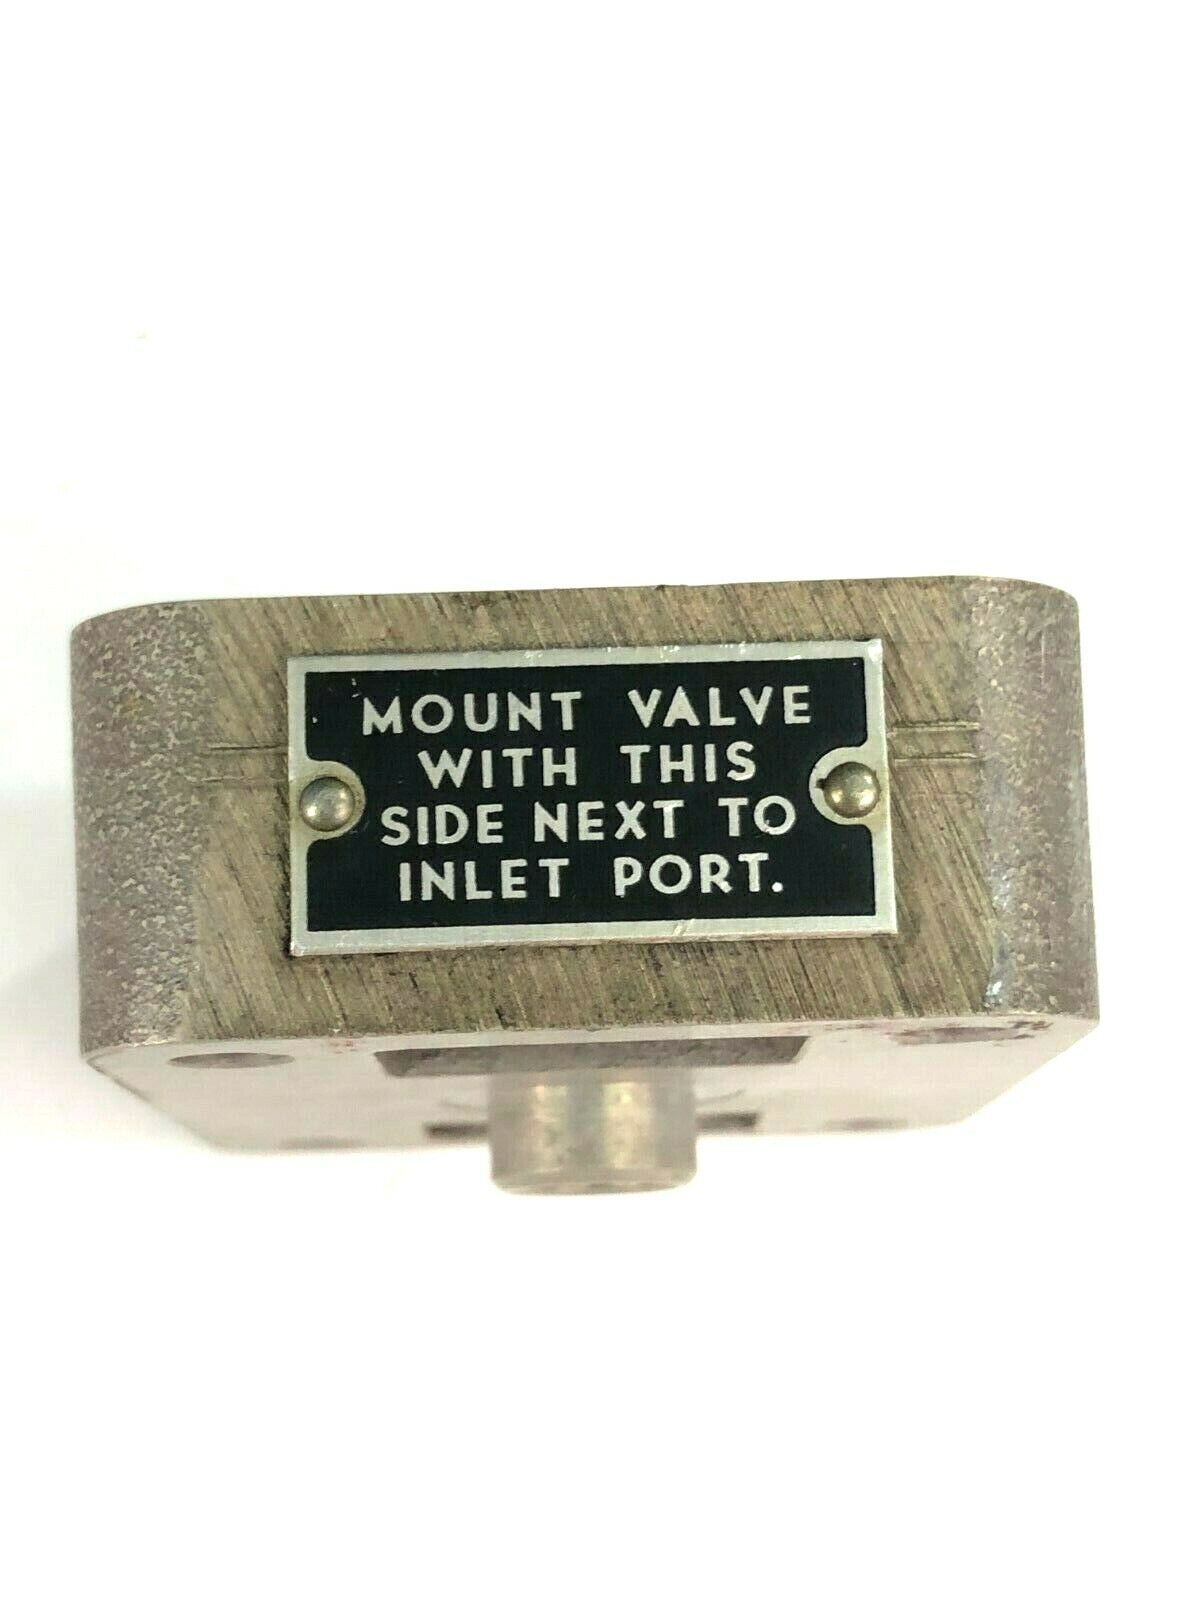 MOUNT VALVE
WITH THIS
SIDE NEXT TO
INLET PORT.